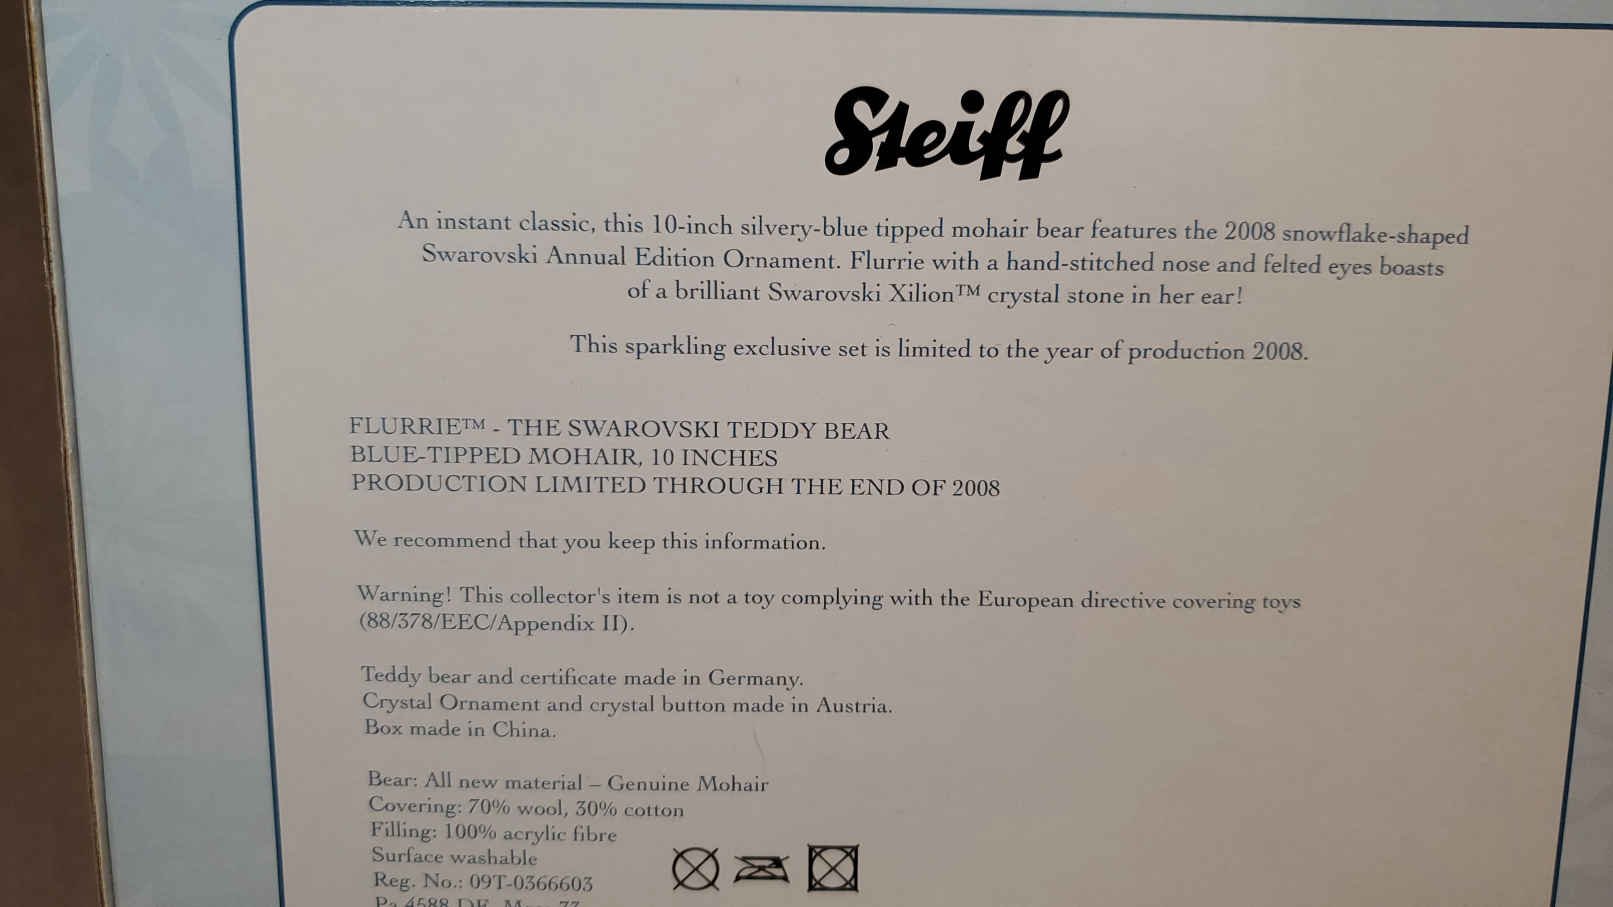 Steiff
An instant classic, this 10-inch silvery-blue tipped mohair bear features the 2008 snowflake-shaped
Swarovski Annual Edition Ornament. Flurrie with a hand-stitched nose and felted eyes boasts
of a brilliant Swarovski Xilion™ crystal stone in her ear!
This sparkling exclusive set is limited to the year of production 2008.
FLURRIE™ - THE SWAROVSKI TEDDY BEAR
BLUE-TIPPED MOHAIR, 10 INCHES
PRODUCTION LIMITED THROUGH THE END OF 2008
We recommend that you keep this information.
Warning! This collector's item is not a toy complying with the European directive covering toys
(88/378/EEC/Appendix II).
Teddy bear and certificate made in Germany.
Crystal Ornament and crystal button made in Austria.
Box made in China.
Bear: All new material – Genuine Mohair
Covering: 70% wool, 30% cotton
Filling: 100% acrylic fibre
Surface washable
Reg. No.: 09T-0366603
Pa 4588 DE